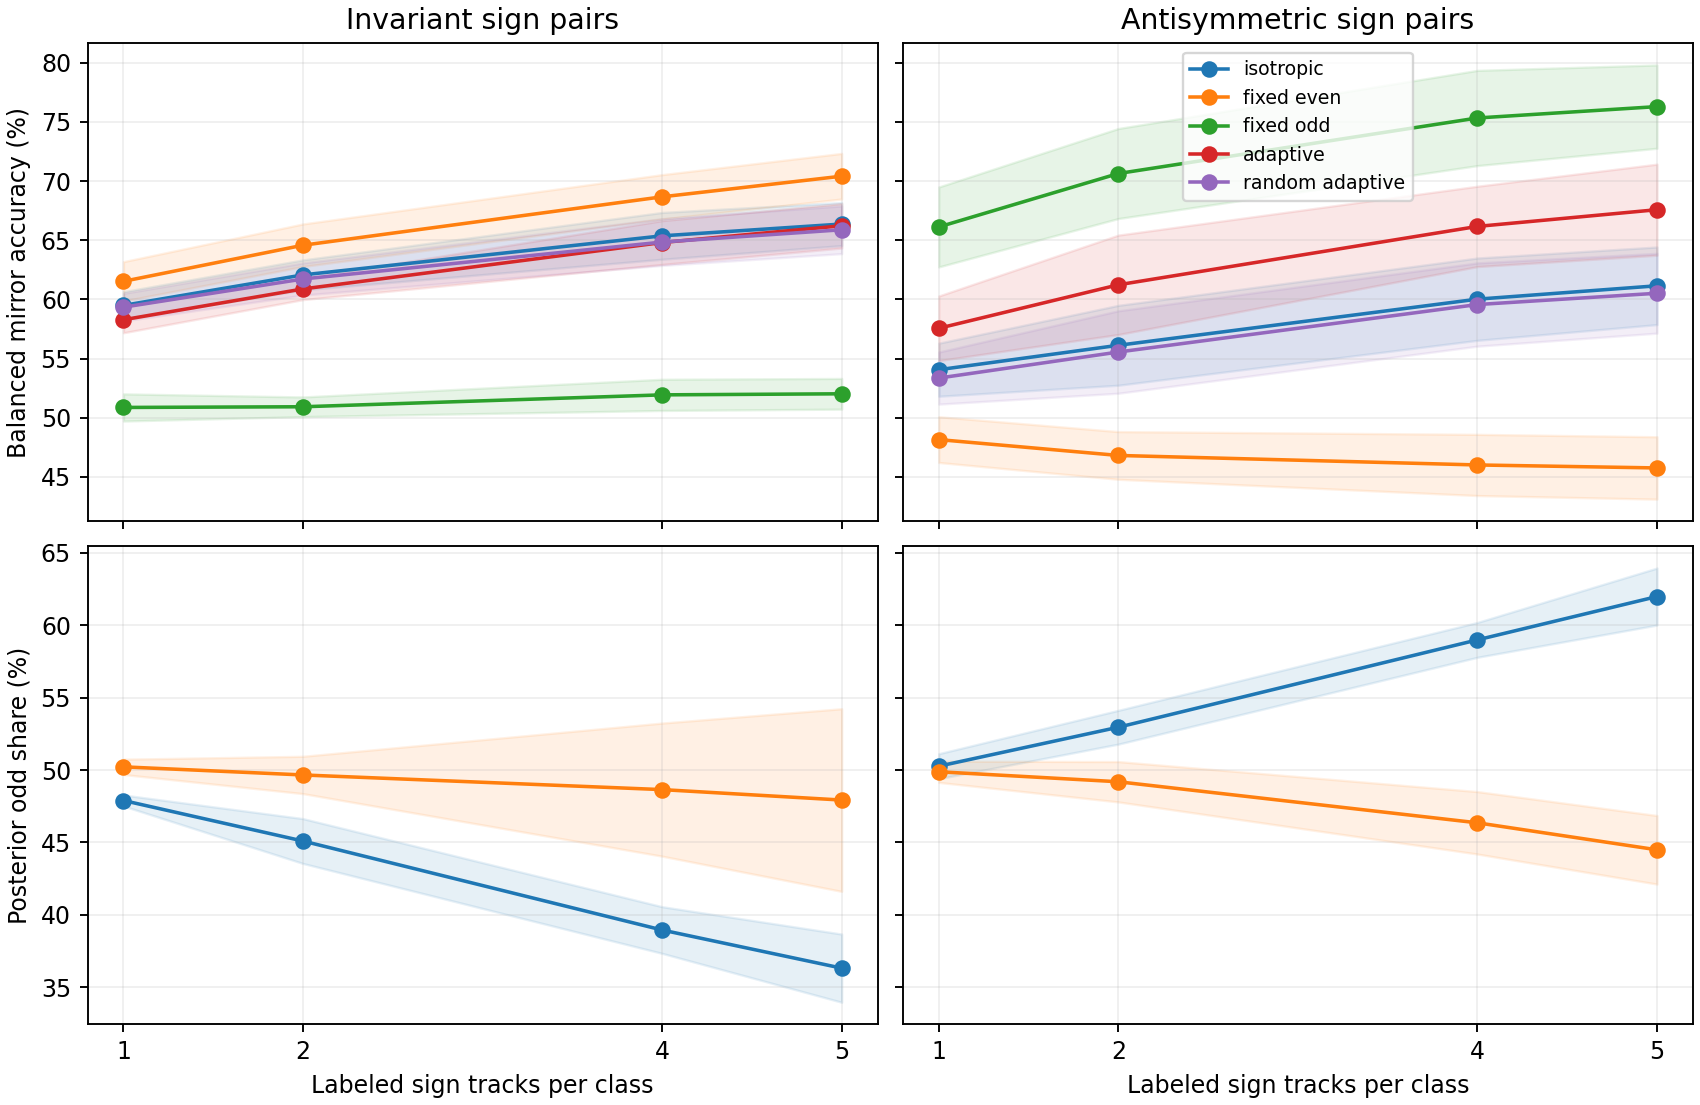 Invariant sign pairs
Antisymmetric sign pairs
Balanced mirror accuracy (%)
80
75
70
65
60
55
50
45
isotropic
fixed even
fixed odd
adaptive
random adaptive
Posterior odd share (%)
65
60
55
50
45
40
35
1 2 4 5
Labeled sign tracks per class
1 2 4 5
Labeled sign tracks per class